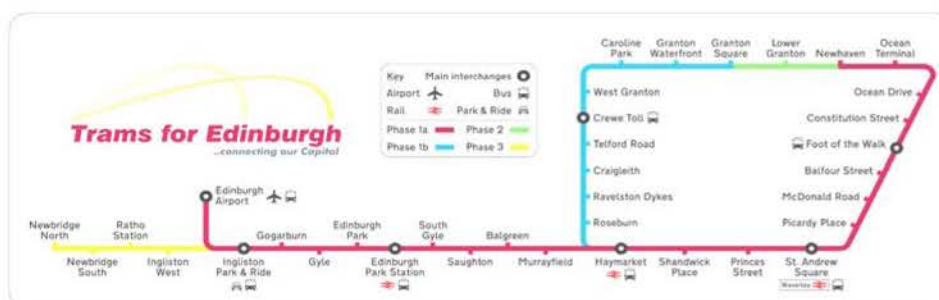 Trams for Edinburgh
...connecting our Capital
Key Main interchanges
Airport Bus
Rail Park & Ride
Phase 1a Phase 2
Phase 1b Phase 3
Caroline
Park
Granton
Waterfront
Granton
Square
Lower
Granton
Newhaven
Ocean
Terminal
West Granton
Crewe Toll
Telford Road
Craigleith
Ravelston Dykes
Roseburn
Ocean Drive
Constitution Street
Foot of the Walk
Balfour Street
McDonald Road
Picardy Place
Edinburgh
Airport
Newbridge
North
Newbridge
South
Ratho
Station
Ingliston
West
Ingliston
Park & Ride
Gogarburn
Gyle
Edinburgh
Park
Edinburgh
Park Station
South
Gyle
Saughton
Balgreen
Murrayfield
Haymarket
Shandwick
Place
Princes
Street
St. Andrew
Square
Waverley